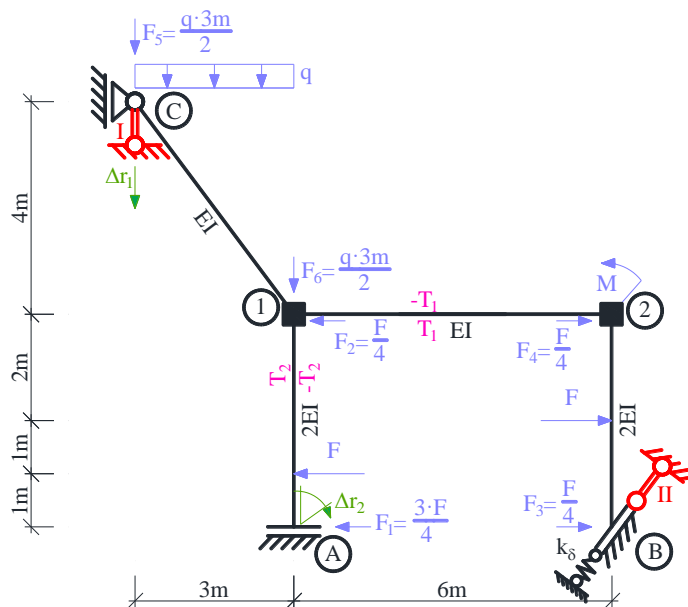 F₅=q·3m/2
q
C
I
Δr₁
4m
EI
F₆=q·3m/2
M
1
-T₁
2
F₂=F/4
T₁
EI
F₄=F/4
2m
T₂
-T₂
2EI
F
2EI
1m
F
II
1m
Δr₂
F₁=3·F/4
F₃=F/4
A
k_δ
B
3m
6m